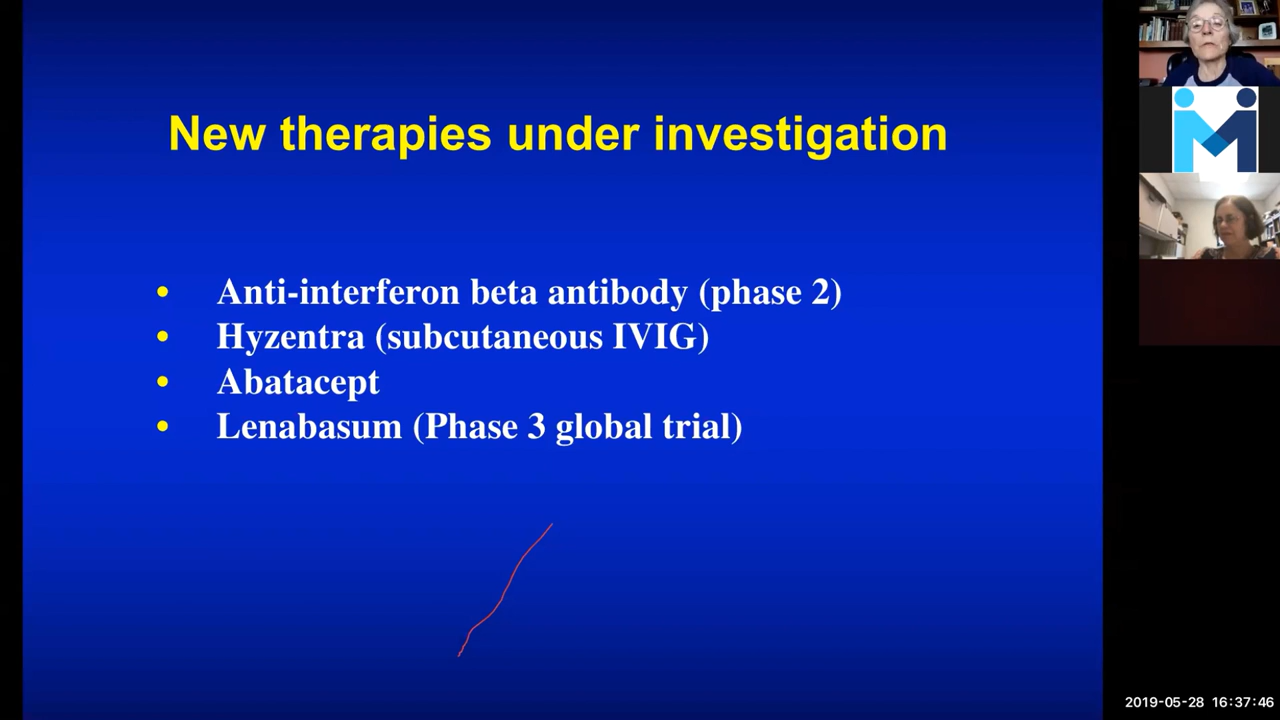 New therapies under investigation
• Anti-interferon beta antibody (phase 2)
• Hyzentra (subcutaneous IVIG)
• Abatacept
• Lenabasum (Phase 3 global trial)
2019-05-28 16:37:46